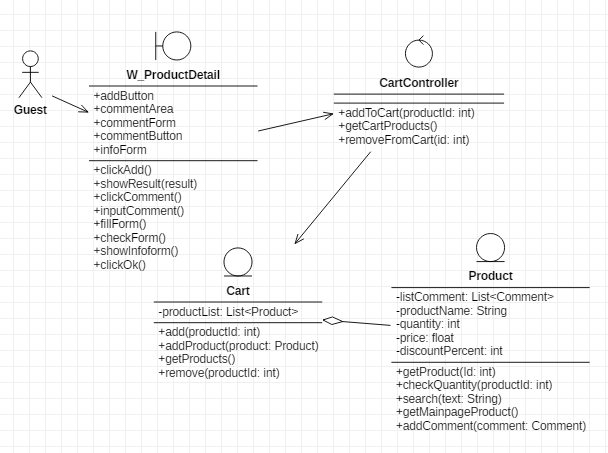 Guest
W_ProductDetail
+addButton
+commentArea
+commentForm
+commentButton
+infoForm
+clickAdd()
+showResult(result)
+clickComment()
+inputComment()
+fillForm()
+checkForm()
+showInfoform()
+clickOk()
CartController
+addToCart(productId: int)
+getCartProducts()
+removeFromCart(id: int)
Cart
-productList: List<Product>
+add(productId: int)
+addProduct(product: Product)
+getProducts()
+remove(productId: int)
Product
-listComment: List<Comment>
-productName: String
-quantity: int
-price: float
-discountPercent: int
+getProduct(Id: int)
+checkQuantity(productId: int)
+search(text: String)
+getMainpageProduct()
+addComment(comment: Comment)